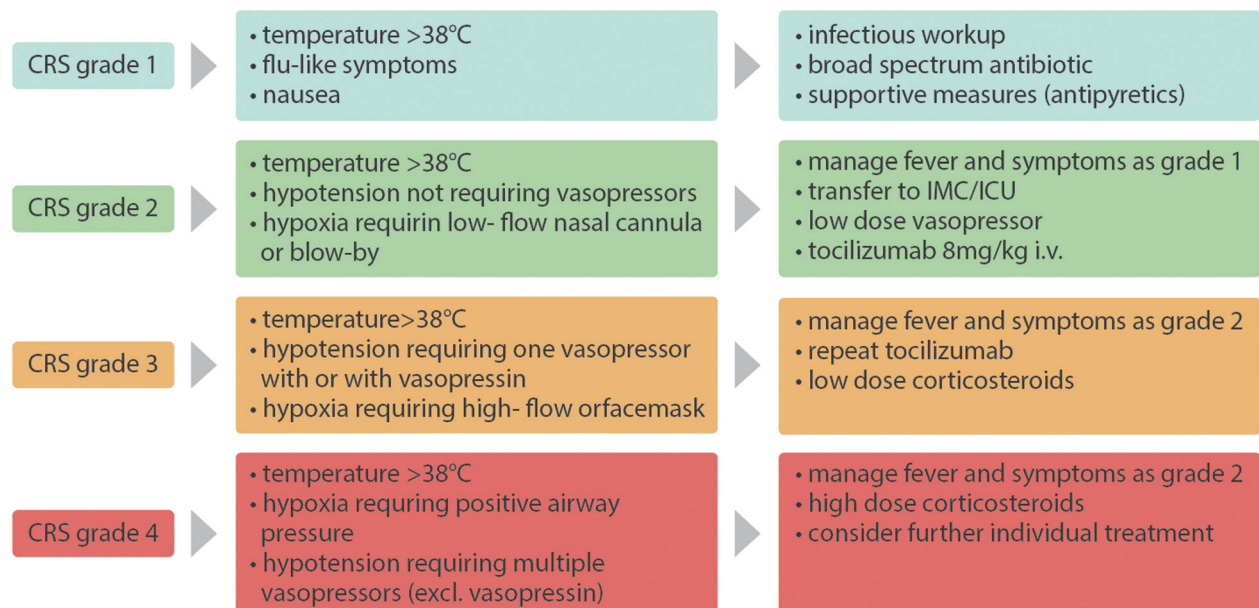 CRS grade 1
• temperature >38°C
• flu-like symptoms
• nausea
• infectious workup
• broad spectrum antibiotic
• supportive measures (antipyretics)
CRS grade 2
• temperature >38°C
• hypotension not requiring vasopressors
• hypoxia requirin low- flow nasal cannula
or blow-by
• manage fever and symptoms as grade 1
• transfer to IMC/ICU
• low dose vasopressor
• tocilizumab 8mg/kg i.v.
CRS grade 3
• temperature>38°C
• hypotension requiring one vasopressor
with or with vasopressin
• hypoxia requiring high- flow orfacemask
• manage fever and symptoms as grade 2
• repeat tocilizumab
• low dose corticosteroids
CRS grade 4
• temperature >38°C
• hypoxia requring positive airway
pressure
• hypotension requiring multiple
vasopressors (excl. vasopressin)
• manage fever and symptoms as grade 2
• high dose corticosteroids
• consider further individual treatment